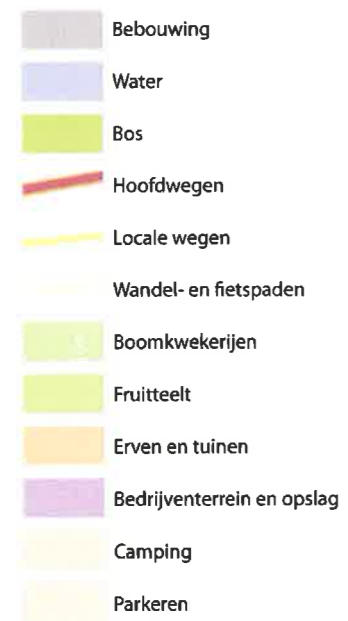 Bebouwing
Water
Bos
Hoofdwegen
Locale wegen
Wandel- en fietspaden
Boomkwekerijen
Fruitteelt
Erven en tuinen
Bedrijventerrein en opslag
Camping
Parkeren